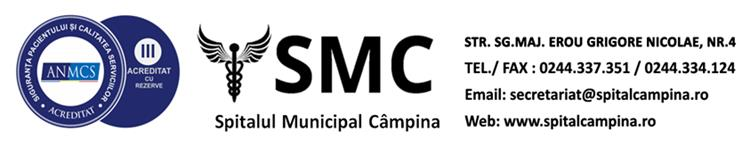 SIGURANȚA PACIENTULUI ȘI CALITATEA SERVICIILOR
ANMCS
ACREDITAT
III
ACREDITAT
CU
REZERVE
SMC
Spitalul Municipal Câmpina
STR. SG.MAJ. EROU GRIGORE NICOLAE, NR.4
TEL./ FAX : 0244.337.351 / 0244.334.124
Email: secretariat@spitalcampina.ro
Web: www.spitalcampina.ro